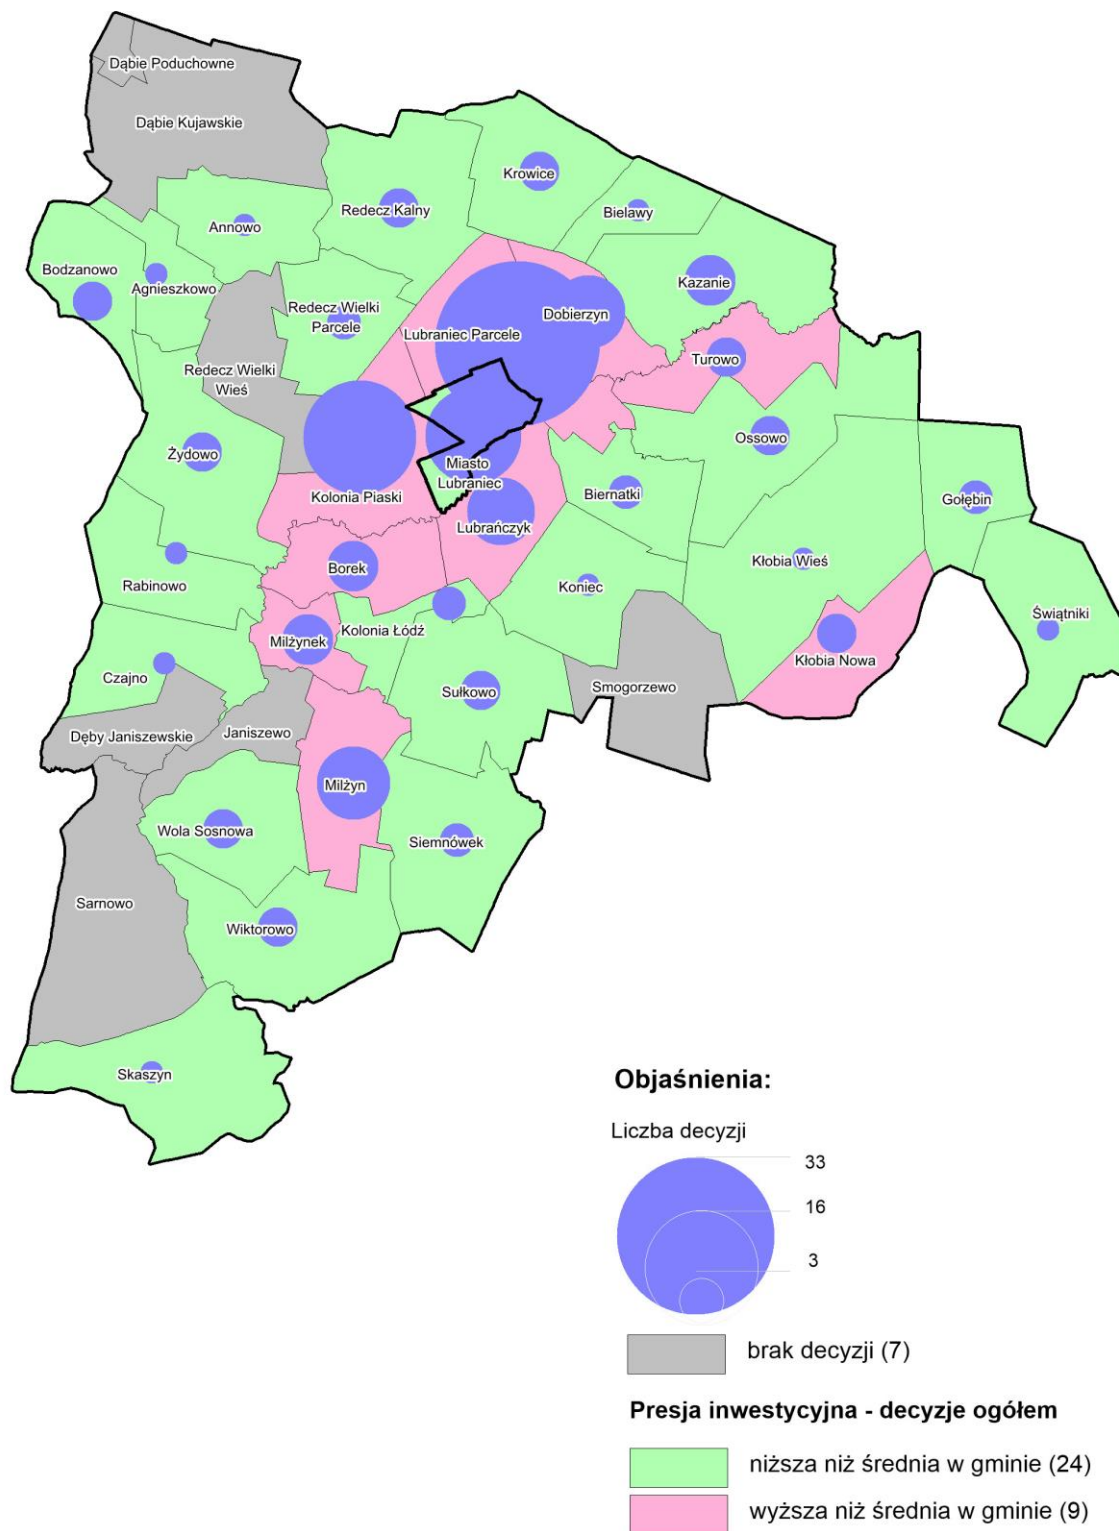 Dąbie Poduchowne
Dąbie Kujawskie
Krowice
Redecz Kalny
Bielawy
Annowo
Bodzanowo
Agnieszkowo
Kazanie
Redecz Wielki
Parcele
Dobierzyn
Lubraniec Parcele
Turowo
Redecz Wielki
Wieś
Ossowo
Żydowo
Miasto
Lubraniec
Kolonia Piaski
Biernatki
Gołębin
Lubrańczyk
Kłobia Wieś
Borek
Rabinowo
Koniec
Świątniki
Kolonia Łódź
Milżynek
Kłobia Nowa
Czajno
Sułkowo
Smogorzewo
Dęby Janiszewskie
Janiszewo
Milżyn
Wola Sosnowa
Siemnówek
Sarnowo
Wiktorowo
Skaszyn
Objaśnienia:
Liczba decyzji
33
16
3
brak decyzji (7)
Presja inwestycyjna - decyzje ogółem
niższa niż średnia w gminie (24)
wyższa niż średnia w gminie (9)